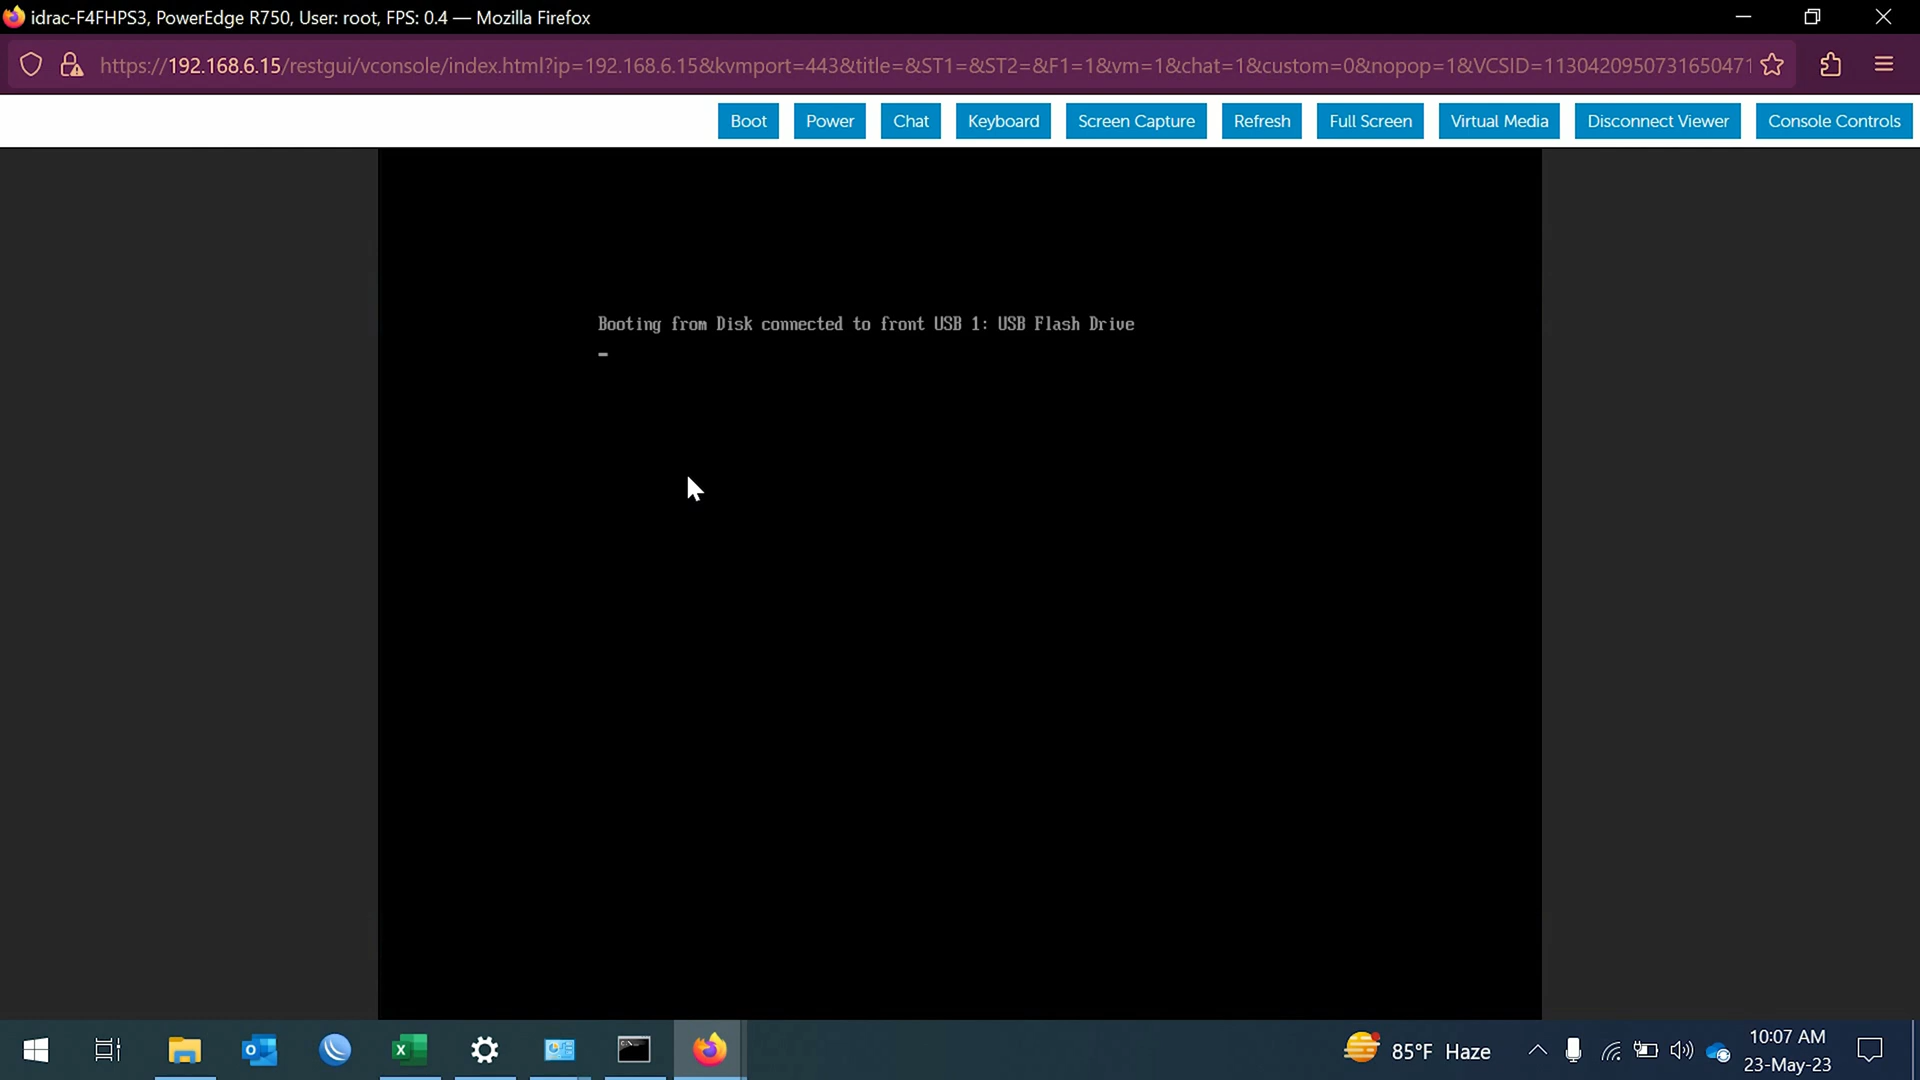 idrac-F4FHPS3, PowerEdge R750, User: root, FPS: 0.4 — Mozilla Firefox
https://192.168.6.15/restgui/vconsole/index.html?ip=192.168.6.15&kvmport=443&title=&ST1=&ST2=&F1=1&vm=1&chat=1&custom=0&nopop=1&VCSID=1130420950731650471
Boot Power Chat Keyboard Screen Capture Refresh Full Screen Virtual Media Disconnect Viewer Console Controls
Booting from Disk connected to front USB 1: USB Flash Drive
85°F Haze
10:07 AM
23-May-23